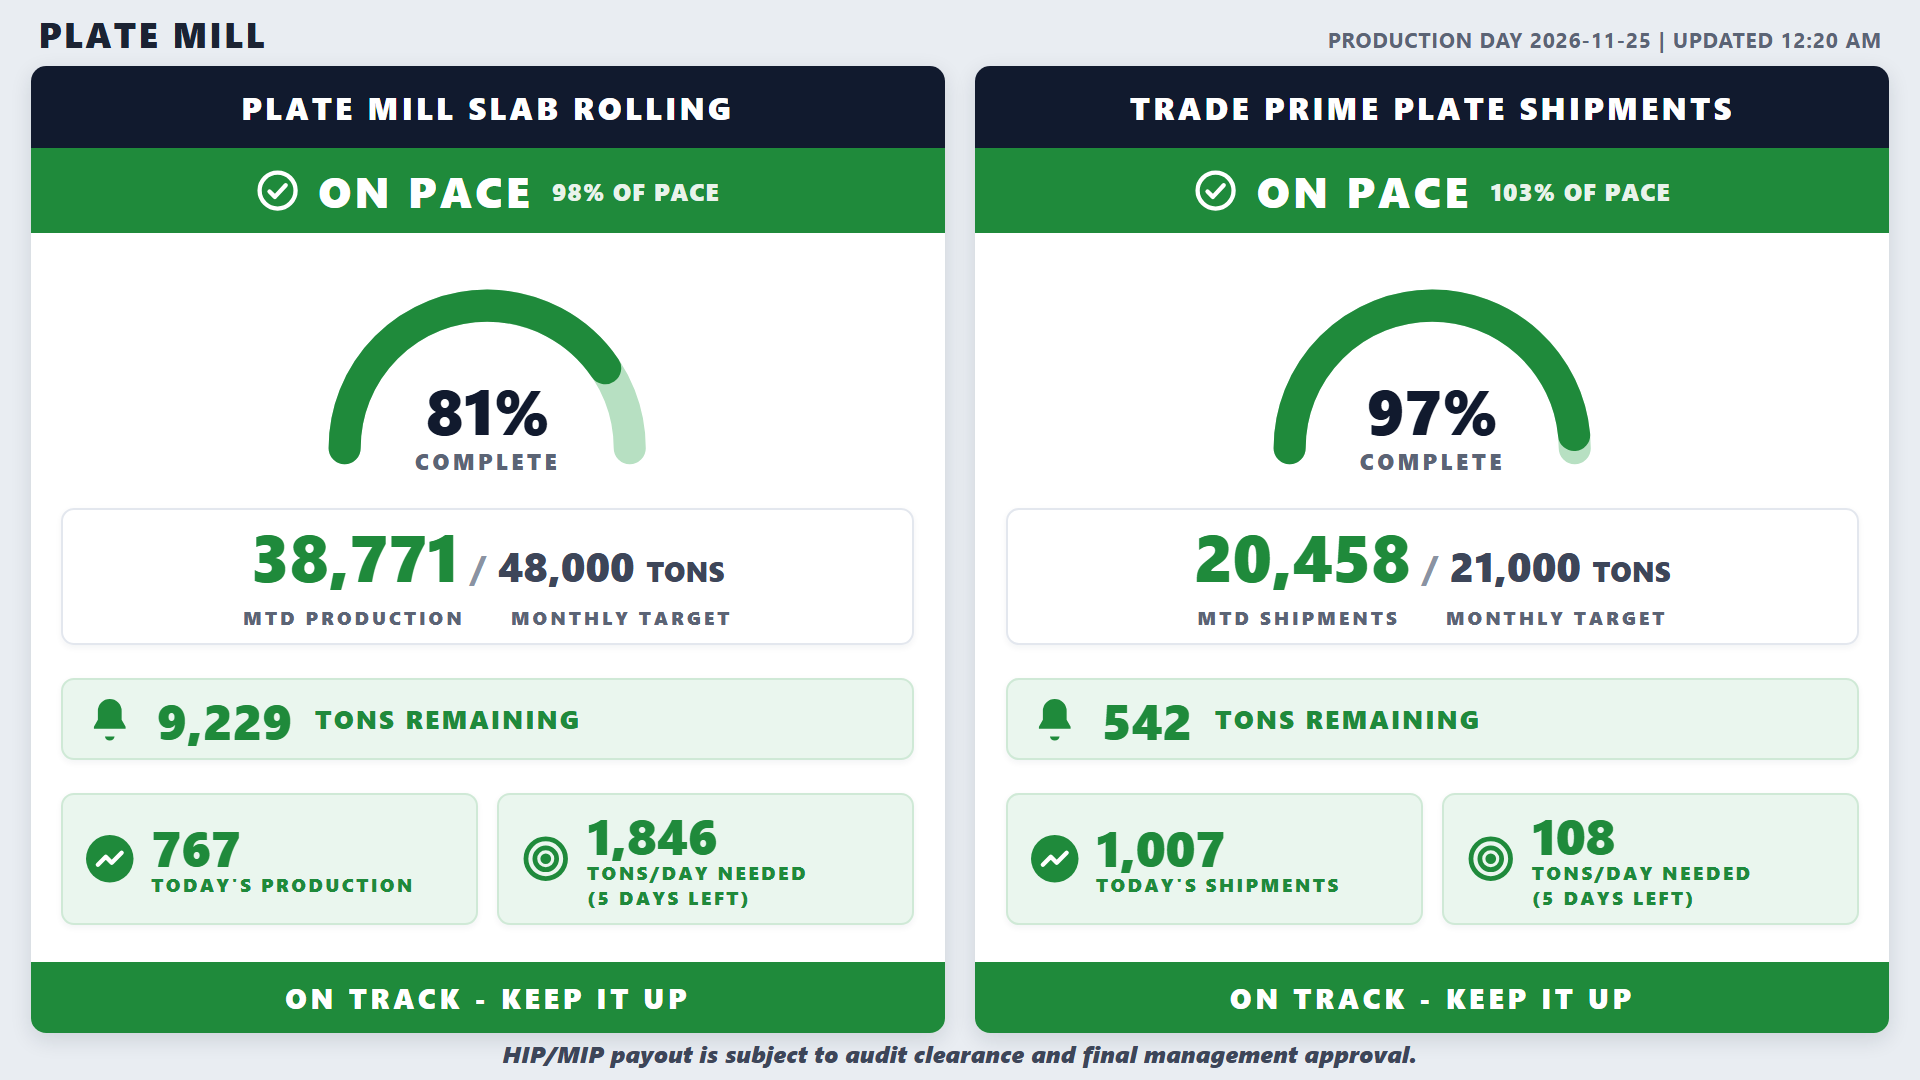 PLATE MILL
PRODUCTION DAY 2026-11-25 | UPDATED 12:20 AM
PLATE MILL SLAB ROLLING
ON PACE 98% OF PACE
81%
COMPLETE
38,771 / 48,000 TONS
MTD PRODUCTION MONTHLY TARGET
9,229 TONS REMAINING
767
TODAY'S PRODUCTION
1,846
TONS/DAY NEEDED
(5 DAYS LEFT)
ON TRACK - KEEP IT UP
TRADE PRIME PLATE SHIPMENTS
ON PACE 103% OF PACE
97%
COMPLETE
20,458 / 21,000 TONS
MTD SHIPMENTS MONTHLY TARGET
542 TONS REMAINING
1,007
TODAY'S SHIPMENTS
108
TONS/DAY NEEDED
(5 DAYS LEFT)
ON TRACK - KEEP IT UP
HIP/MIP payout is subject to audit clearance and final management approval.